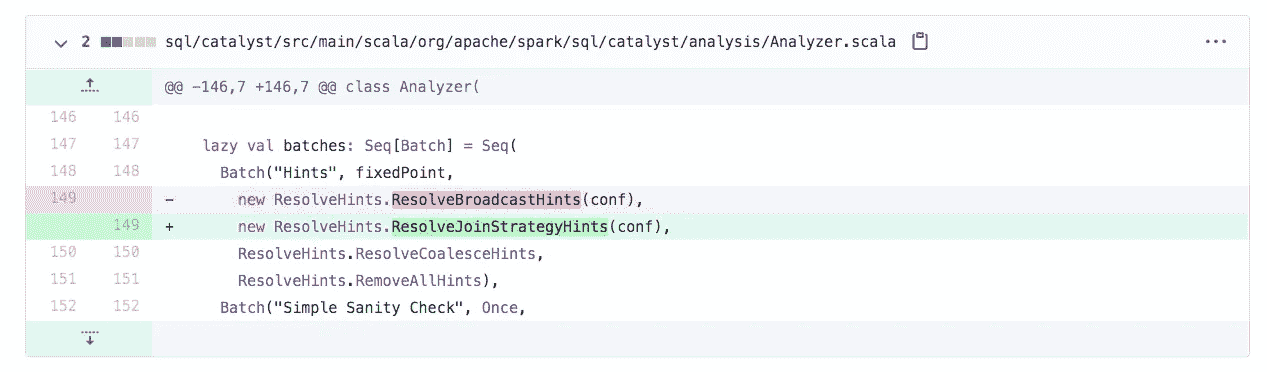 2 sql/catalyst/src/main/scala/org/apache/spark/sql/catalyst/analysis/Analyzer.scala
@@ -146,7 +146,7 @@ class Analyzer(
146 146
147 147 lazy val batches: Seq[Batch] = Seq(
148 148 Batch("Hints", fixedPoint,
149 - new ResolveHints.ResolveBroadcastHints(conf),
149 + new ResolveHints.ResolveJoinStrategyHints(conf),
150 150 ResolveHints.ResolveCoalesceHints,
151 151 ResolveHints.RemoveAllHints),
152 152 Batch("Simple Sanity Check", Once,